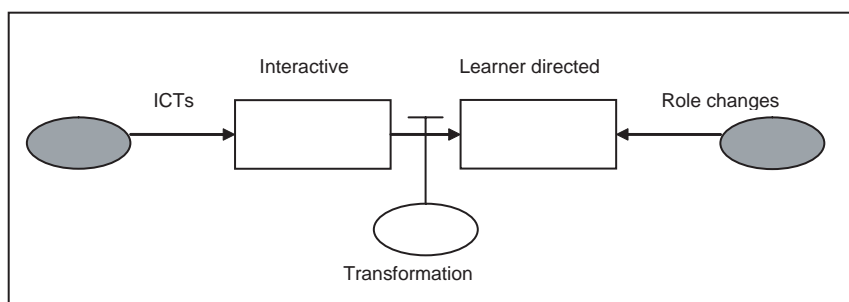 Interactive
Learner directed
ICTs
Role changes
Transformation